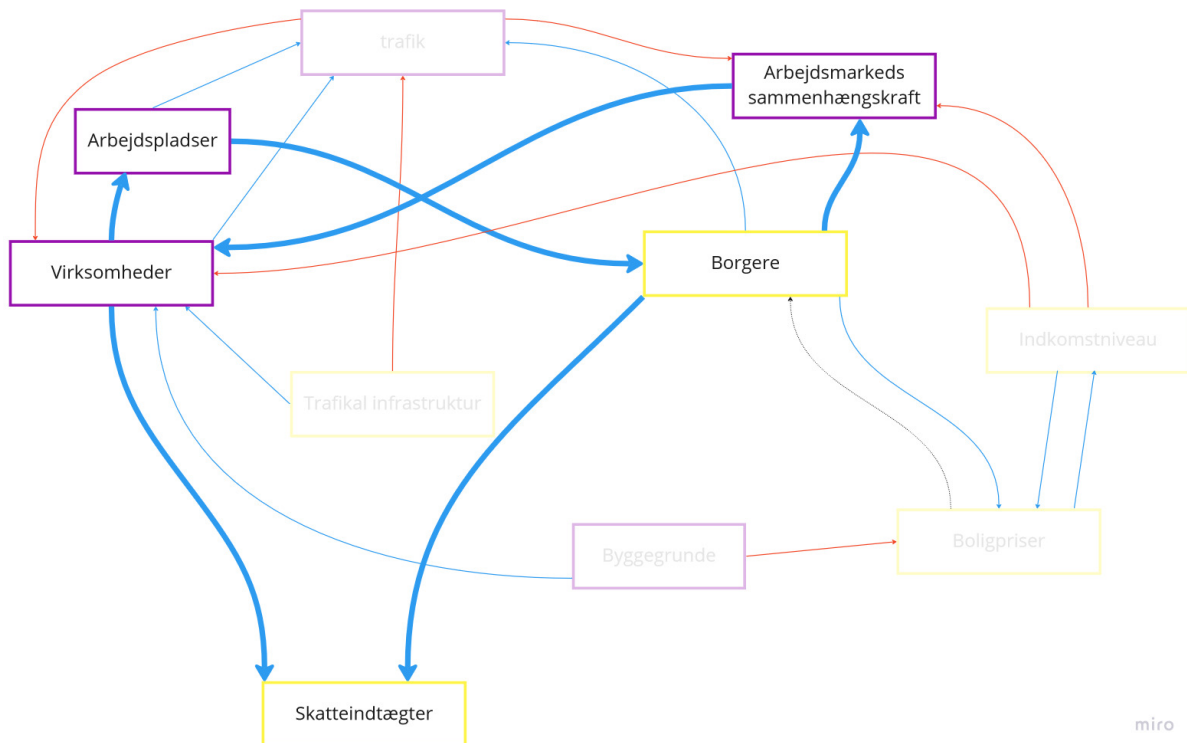 trafik
Arbejdsmarkeds
sammenhængskraft
Arbejdspladser
Virksomheder
Borgere
Indkomstniveau
Trafikal infrastruktur
Boligpriser
Byggegrunde
Skatteindtægter
miro